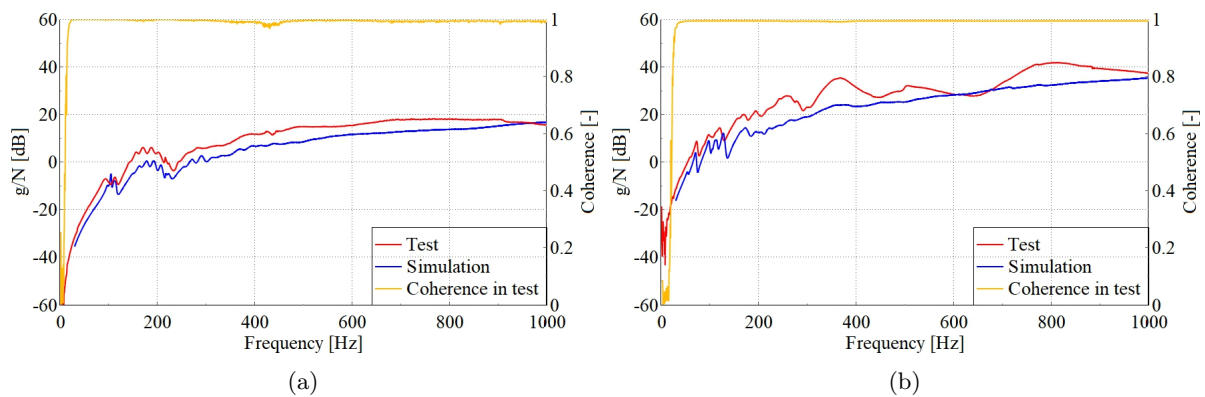 60
40
20
0
-20
-40
-60
g/N [dB]
1
0.8
0.6
0.4
0.2
0
Coherence [-]
Test
Simulation
Coherence in test
0 200 400 600 800 1000
Frequency [Hz]
(a)
60
40
20
0
-20
-40
-60
g/N [dB]
1
0.8
0.6
0.4
0.2
0
Coherence [-]
Test
Simulation
Coherence in test
0 200 400 600 800 1000
Frequency [Hz]
(b)